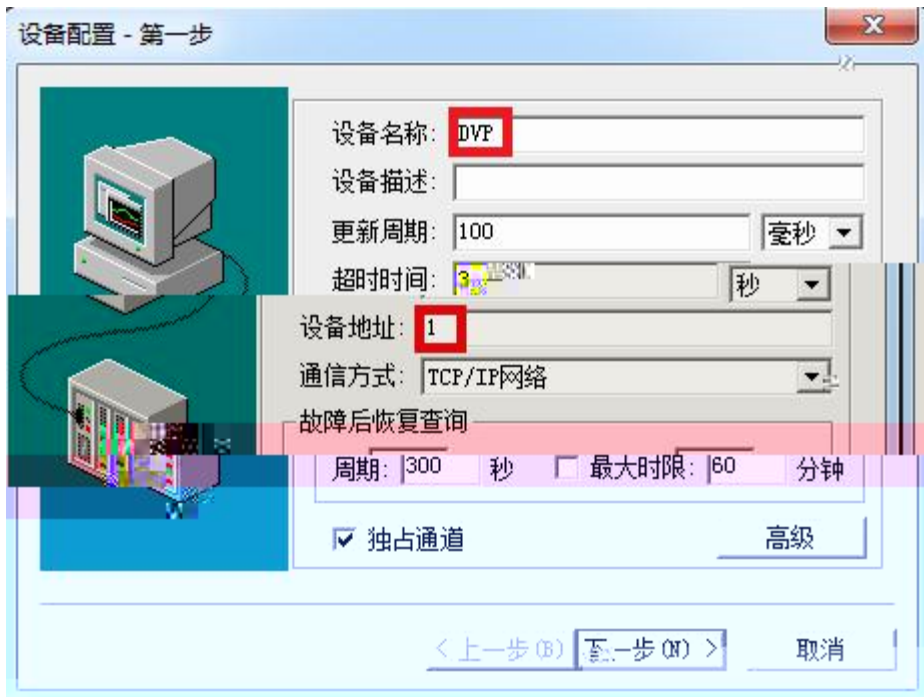 设备配置 - 第一步
设备名称: DVP
设备描述:
更新周期: 100 毫秒
超时时间: 3 秒
设备地址: 1
通信方式: TCP/IP网络
故障后恢复查询
周期: 300 秒 最大时限: 60 分钟
独占通道 高级
< 上一步(B) 下一步(N) > 取消